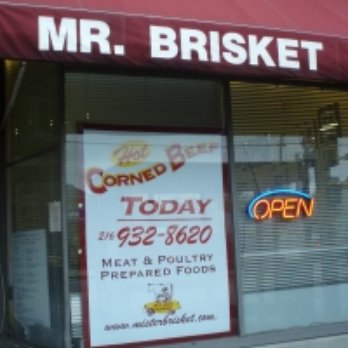 MR. BRISKET
Hot
CORNED BEEF
TODAY
216 932-8620
MEAT & POULTRY
PREPARED FOODS
www.misterbrisket.com
OPEN